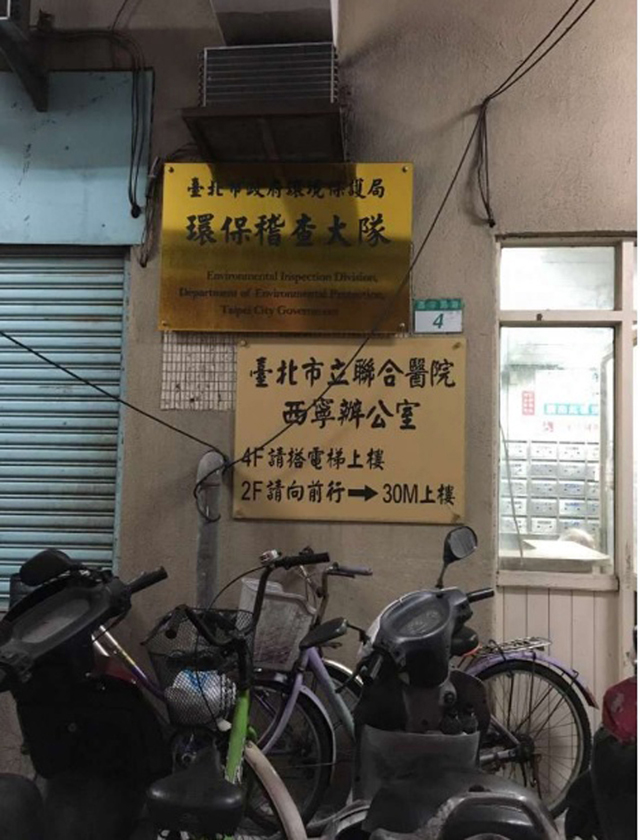 臺北市政府環境保護局
環保稽查大隊
Environmental Inspection Division,
Department of Environmental Protection,
Taipei City Government
4
臺北市立聯合醫院
西寧辦公室
4F請搭電梯上樓
2F請向前行➡30M上樓